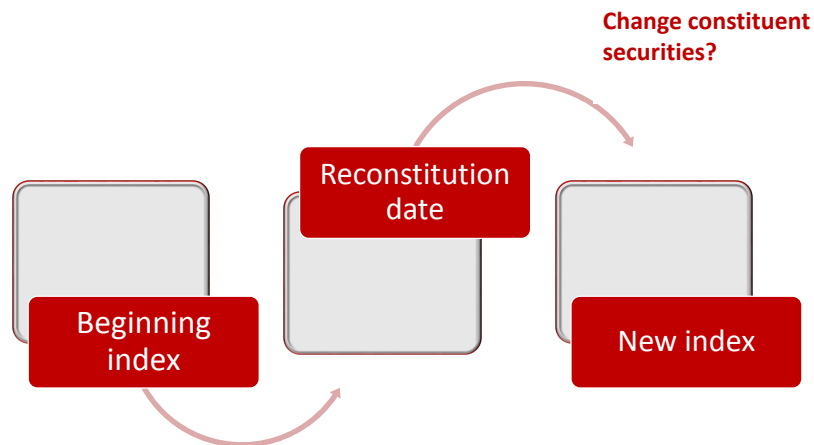 Change constituent
securities?
Reconstitution
date
Beginning
index
New index